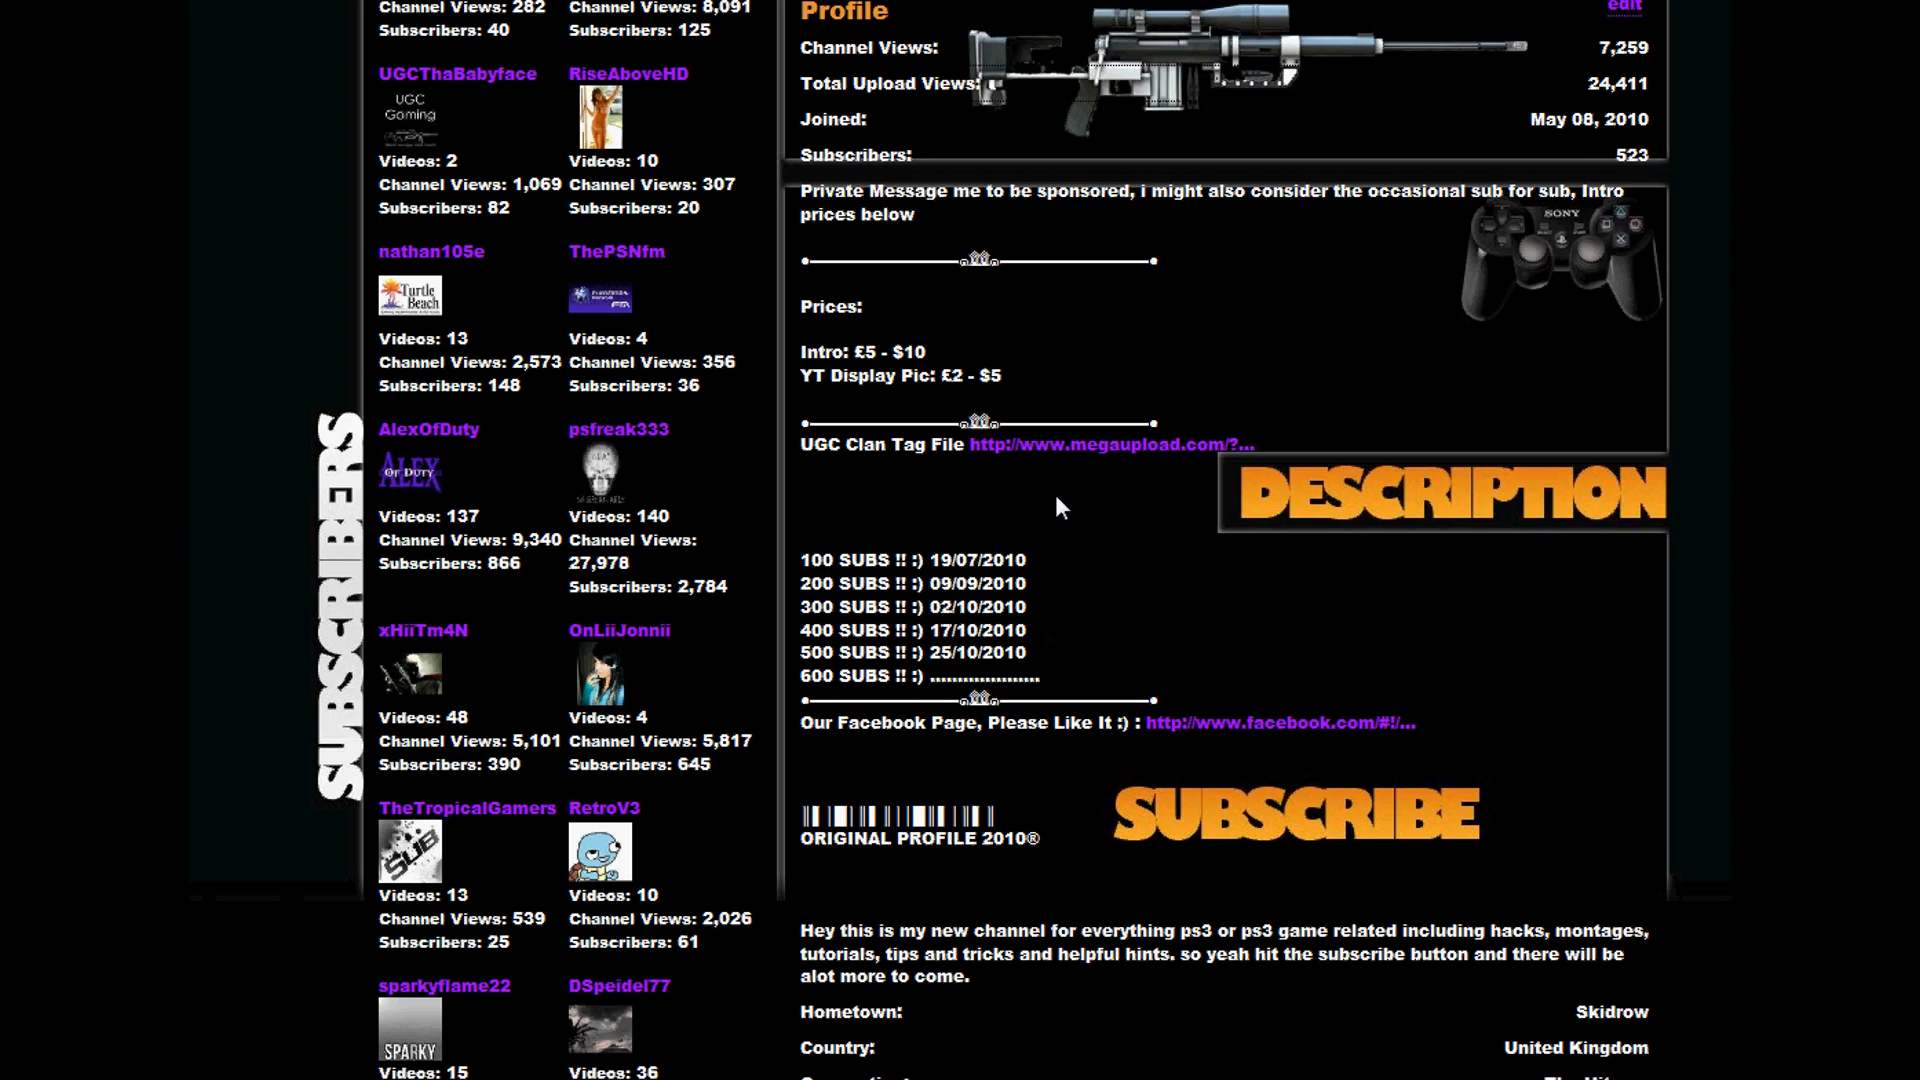 Channel Views: 282
Subscribers: 40
Channel Views: 8,091
Subscribers: 125
UGCThaBabyface
UGC
Gaming
Videos: 2
Channel Views: 1,069
Subscribers: 82
RiseAboveHD
Videos: 10
Channel Views: 307
Subscribers: 20
nathan105e
Turtle
Beach
Videos: 13
Channel Views: 2,573
Subscribers: 148
ThePSNfm
Videos: 4
Channel Views: 356
Subscribers: 36
AlexOfDuty
ALEX
OF DUTY
Videos: 137
Channel Views: 9,340
Subscribers: 866
psfreak333
Videos: 140
Channel Views:
27,978
Subscribers: 2,784
xHiiTm4N
Videos: 48
Channel Views: 5,101
Subscribers: 390
OnLiiJonnii
Videos: 4
Channel Views: 5,817
Subscribers: 645
TheTropicalGamers
SUB
Videos: 13
Channel Views: 539
Subscribers: 25
RetroV3
Videos: 10
Channel Views: 2,026
Subscribers: 61
sparkyflame22
SPARKY
Videos: 15
DSpeidel77
Videos: 36
SUBSCRIBERS
Profile
edit
Channel Views: 7,259
Total Upload Views: 24,411
Joined: May 08, 2010
Subscribers: 523
Private Message me to be sponsored, i might also consider the occasional sub for sub, Intro
prices below
SONY
Prices:
Intro: £5 - $10
YT Display Pic: £2 - $5
UGC Clan Tag File http://www.megaupload.com/?...
DESCRIPTION
100 SUBS !! :) 19/07/2010
200 SUBS !! :) 09/09/2010
300 SUBS !! :) 02/10/2010
400 SUBS !! :) 17/10/2010
500 SUBS !! :) 25/10/2010
600 SUBS !! :) ....................
Our Facebook Page, Please Like It :) : http://www.facebook.com/#!/...
SUBSCRIBE
ORIGINAL PROFILE 2010®
Hey this is my new channel for everything ps3 or ps3 game related including hacks, montages,
tutorials, tips and tricks and helpful hints. so yeah hit the subscribe button and there will be
alot more to come.
Hometown: Skidrow
Country: United Kingdom